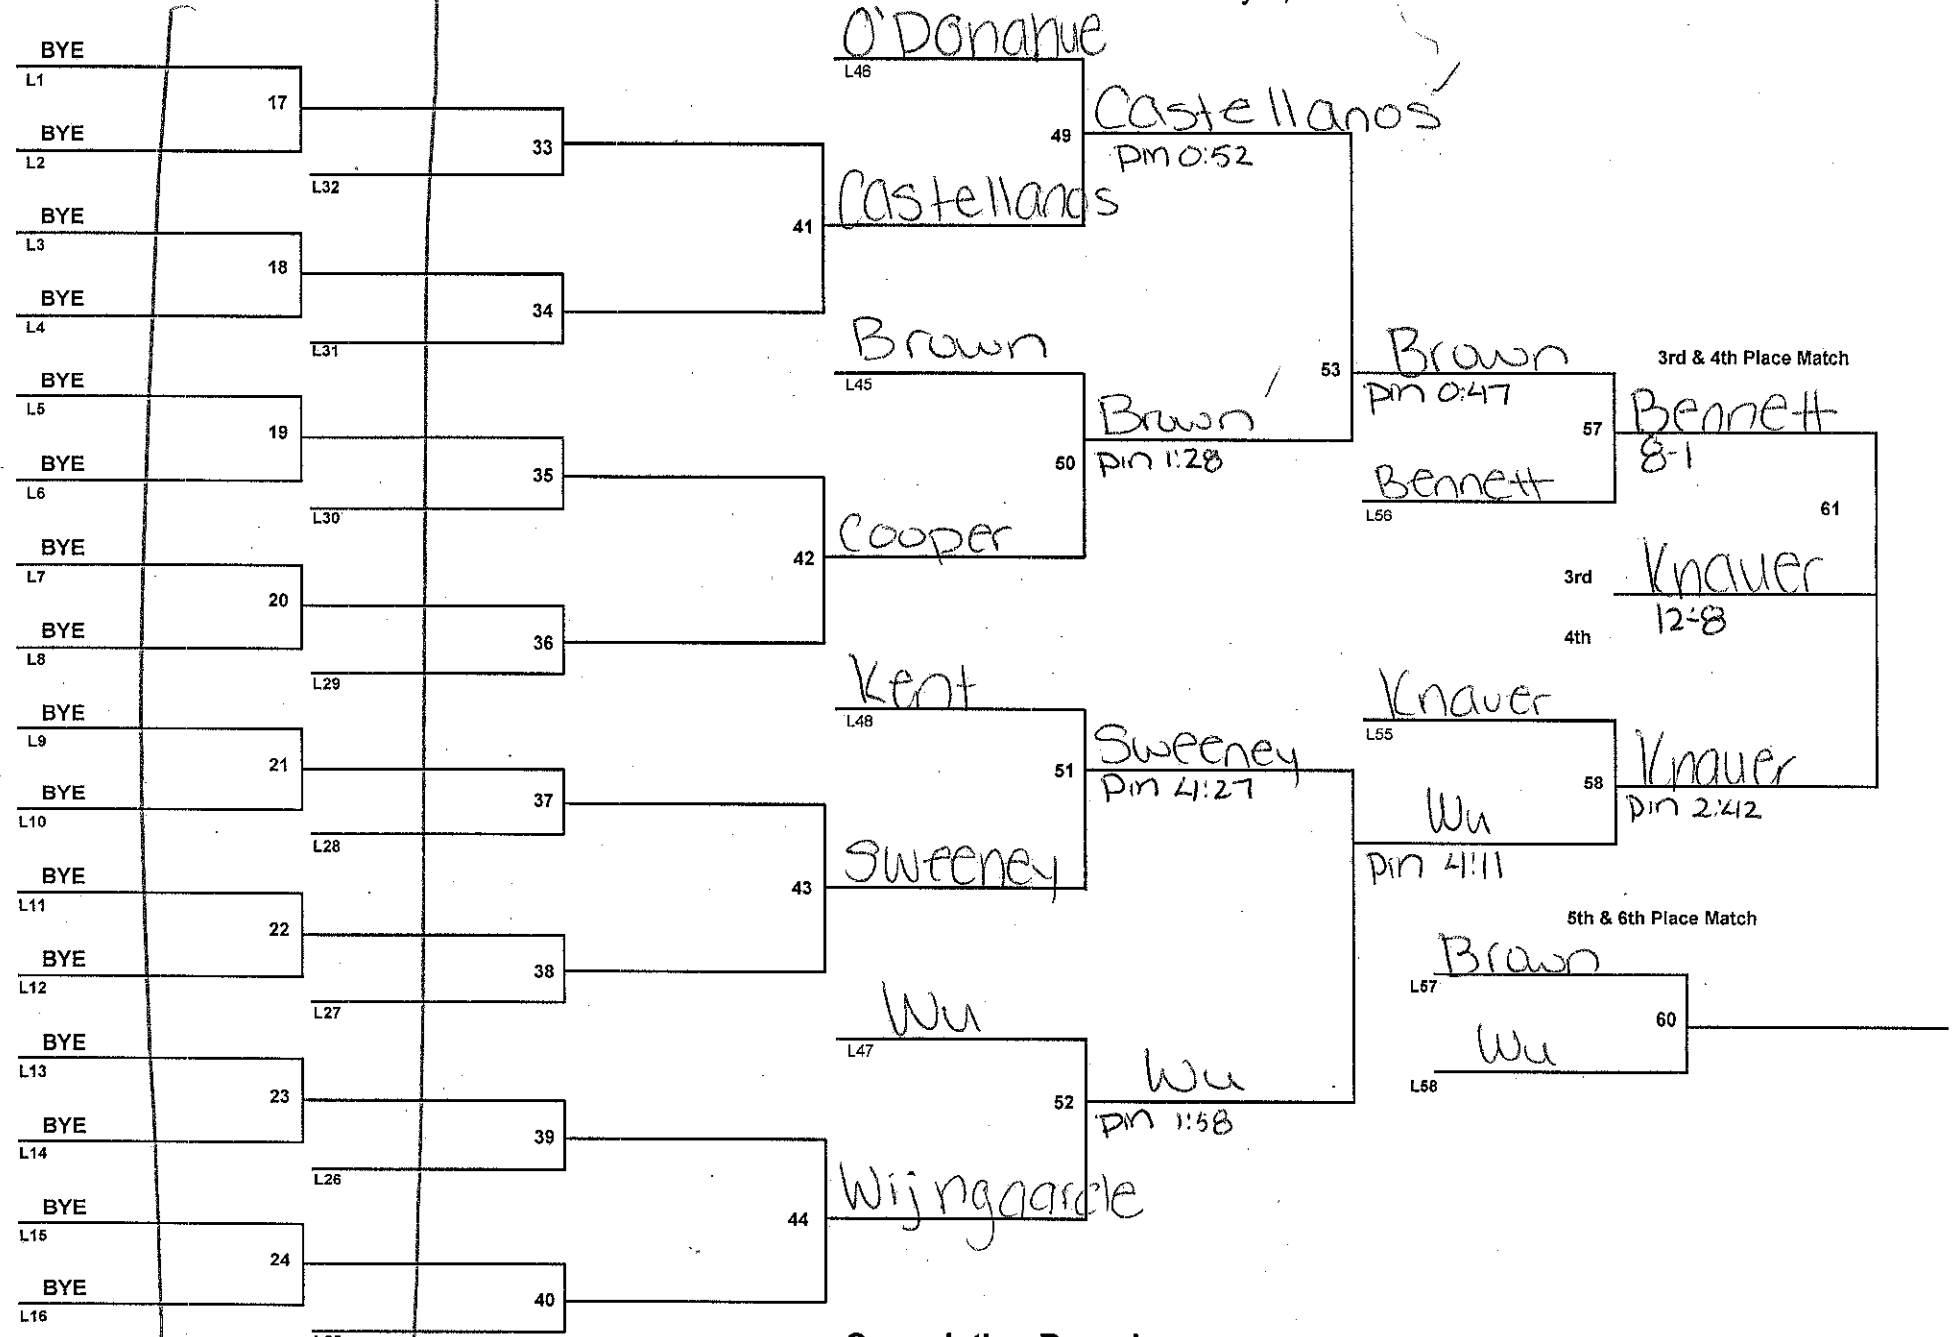 BYE
L1
17
BYE
L2
33
L32
BYE
L3
18
BYE
L4
34
L31
41
BYE
L5
19
BYE
L6
35
L30
BYE
L7
20
BYE
L8
36
L29
42
BYE
L9
21
BYE
L10
37
L28
BYE
L11
22
BYE
L12
38
L27
43
BYE
L13
23
BYE
L14
39
L26
BYE
L15
24
BYE
L16
40
44
O'Donahue
L46
49
Castellanos
Castellanos
pin 0:52
Brown
L45
50
Cooper
Brown
pin 1:28
53
Kent
L48
51
Sweeney
Sweeney
pin 4:27
Wu
L47
52
Wijngaarde
Wu
pin 1:58
Brown
pin 0:47
57
Bennett
L56
3rd & 4th Place Match
Bennett
8-1
61
3rd
Knauer
12-8
4th
Knauer
L55
58
Wu
pin 4:11
Knauer
pin 2:42
5th & 6th Place Match
Brown
L57
60
Wu
L58